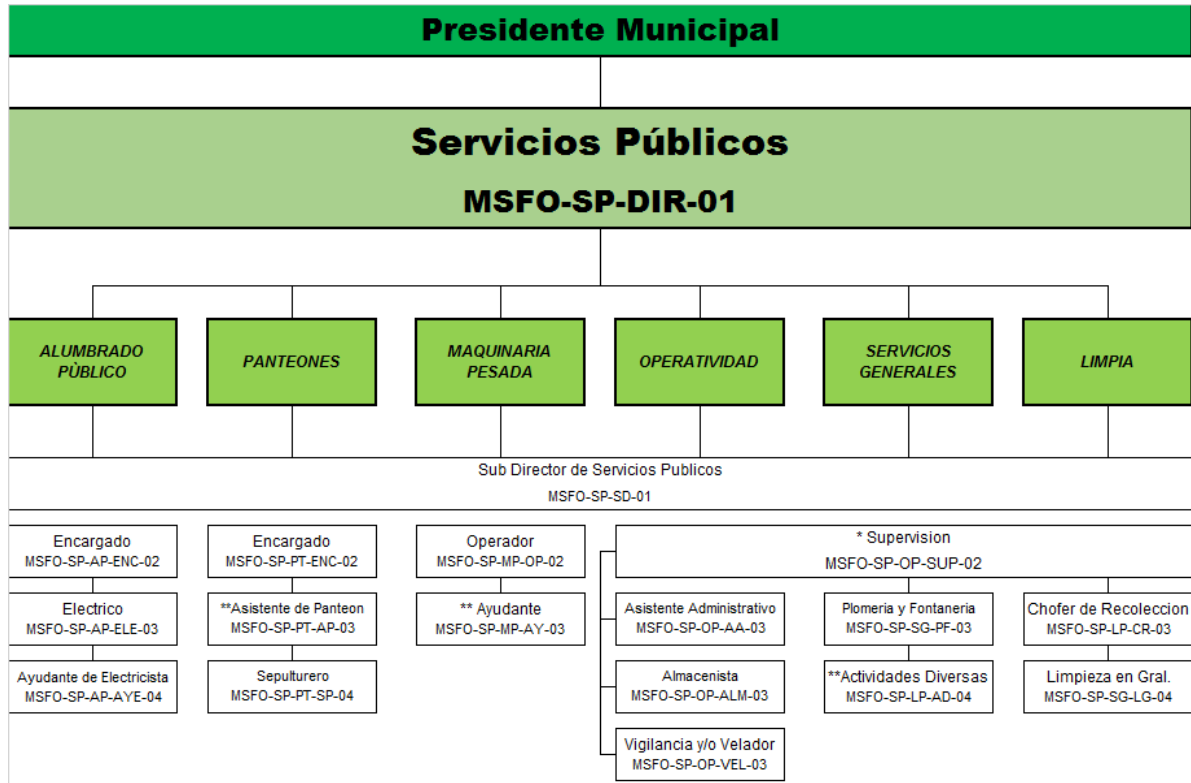 Presidente Municipal
Servicios Públicos
MSFO-SP-DIR-01
ALUMBRADO
PÙBLICO
PANTEONES
MAQUINARIA
PESADA
OPERATIVIDAD
SERVICIOS
GENERALES
LIMPIA
Sub Director de Servicios Publicos
MSFO-SP-SD-01
Encargado
MSFO-SP-AP-ENC-02
Encargado
MSFO-SP-PT-ENC-02
Operador
MSFO-SP-MP-OP-02
* Supervision
MSFO-SP-OP-SUP-02
Electrico
MSFO-SP-AP-ELE-03
**Asistente de Panteon
MSFO-SP-PT-AP-03
** Ayudante
MSFO-SP-MP-AY-03
Asistente Administrativo
MSFO-SP-OP-AA-03
Plomeria y Fontaneria
MSFO-SP-SG-PF-03
Chofer de Recoleccion
MSFO-SP-LP-CR-03
Ayudante de Electricista
MSFO-SP-AP-AYE-04
Sepulturero
MSFO-SP-PT-SP-04
Almacenista
MSFO-SP-OP-ALM-03
**Actividades Diversas
MSFO-SP-LP-AD-04
Limpieza en Gral.
MSFO-SP-SG-LG-04
Vigilancia y/o Velador
MSFO-SP-OP-VEL-03